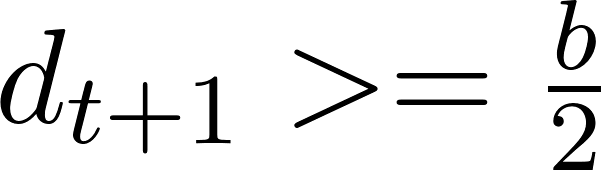 $d_{t+1} >= \frac{b}{2}$